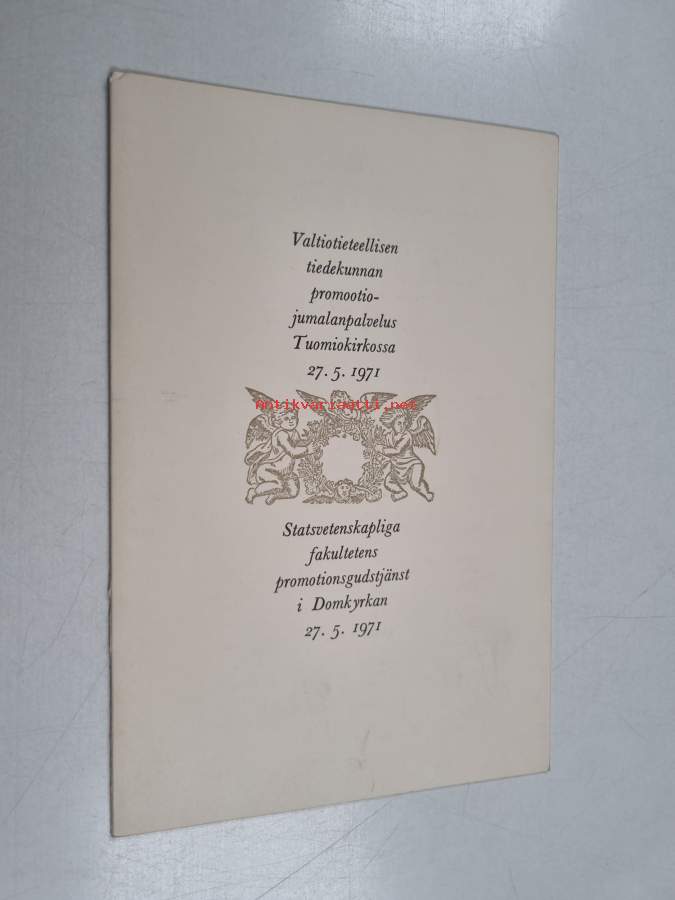 Valtiotieteellisen
tiedekunnan
promootio-
jumalanpalvelus
Tuomiokirkossa
27. 5. 1971
Antikvariaatti.net
Statsvetenskapliga
fakultetens
promotionsgudstjänst
i Domkyrkan
27. 5. 1971